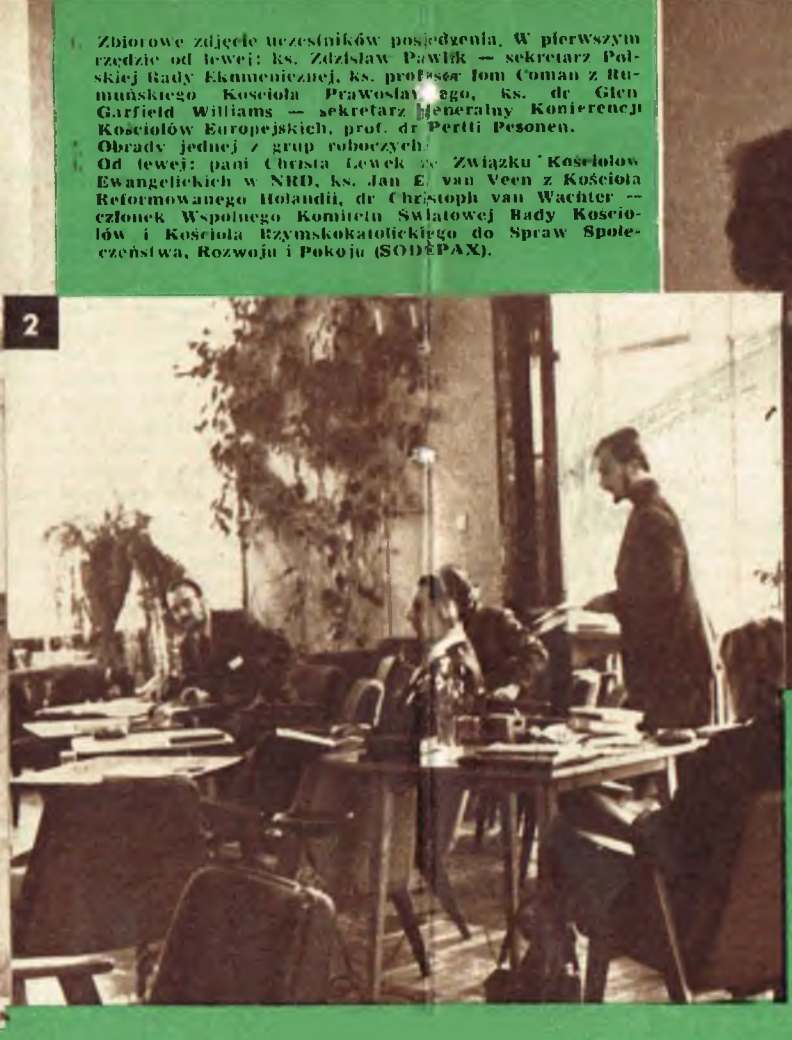 Zbiorowe zdjęcie uczestników posiedzenia. W pierwszym
rzędzie od lewej: ks. Zdzisław Pawlik — sekretarz Pol-
skiej Rady Ekumenicznej, ks. profesor Iom Coman z Ru-
muńskiego Kościoła Prawosławnego, ks. dr Glen
Garfield Williams — sekretarz generalny Konferencji
Kościołów Europejskich, prof. dr Pertti Pesonen.
Obrady jednej z grup roboczych.
Od lewej: pani Christa Lewek ze Związku Kościołów
Ewangelickich w NRD, ks. Jan E. van Veen z Kościoła
Reformowanego Holandii, dr Christoph van Wachter —
członek Wspólnego Komitetu Światowej Rady Kościo-
łów i Kościoła Rzymskokatolickiego do Spraw Społe-
czeństwa, Rozwoju i Pokoju (SODEPAX).
2